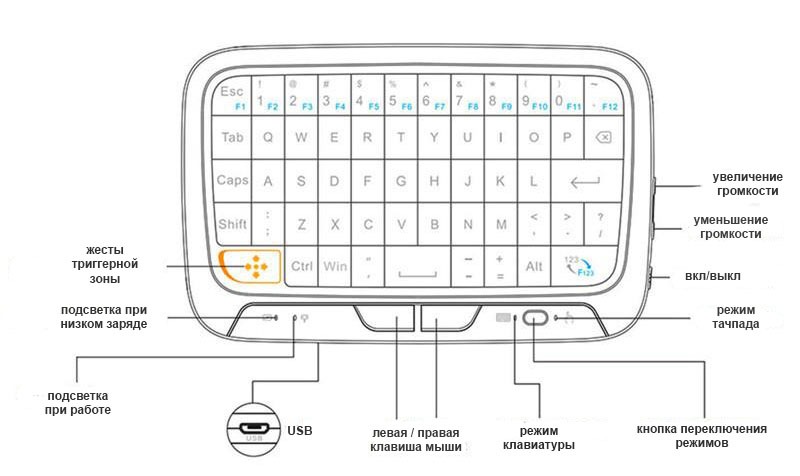 Esc F1 ! 1 F2 @ 2 F3 # 3 F4 $ 4 F5 % 5 F6 ^ 6 F7 & 7 F8 * 8 F9 ( 9 F10 ) 0 F11 ~ . F12
Tab Q W E R T Y U I O P
Caps A S D F G H J K L
Shift : ; Z X C V B N M < , > . ? /
Ctrl Win " , – – + = Alt 123 F123
увеличение
громкости
уменьшение
громкости
вкл/выкл
режим
тачпада
жесты
триггерной
зоны
подсветка при
низком заряде
подсветка
при работе
USB
USB
левая / правая
клавиша мыши
режим
клавиатуры
кнопка переключения
режимов